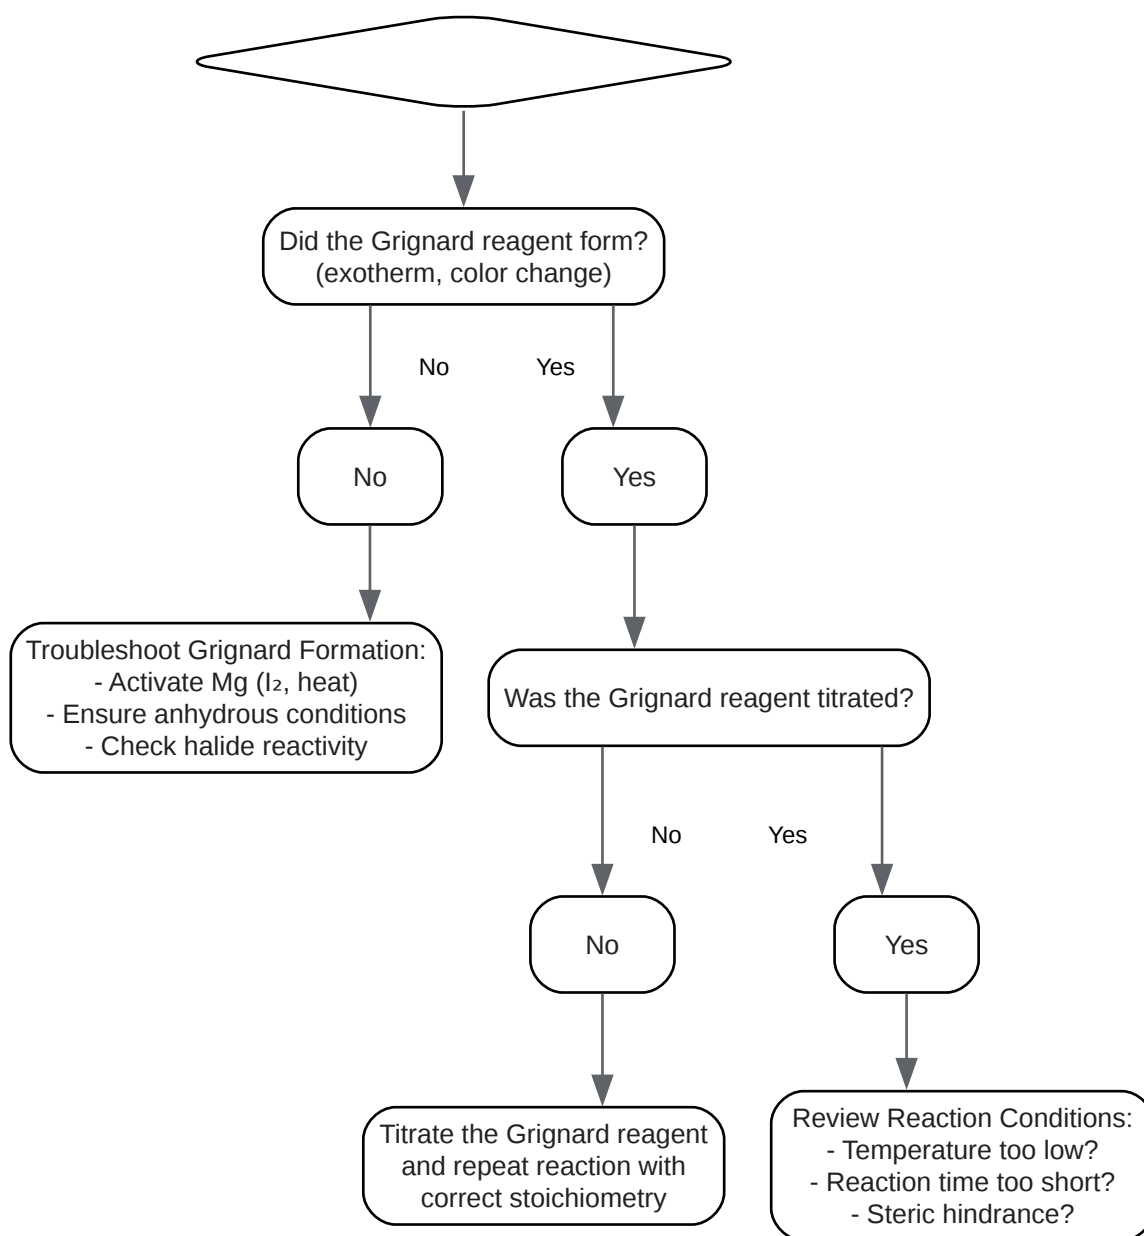 Did the Grignard reagent form?
(exotherm, color change)
No
Yes
No
Yes
Troubleshoot Grignard Formation:
- Activate Mg (I₂, heat)
- Ensure anhydrous conditions
- Check halide reactivity
Was the Grignard reagent titrated?
No
Yes
No
Yes
Titrate the Grignard reagent
and repeat reaction with
correct stoichiometry
Review Reaction Conditions:
- Temperature too low?
- Reaction time too short?
- Steric hindrance?